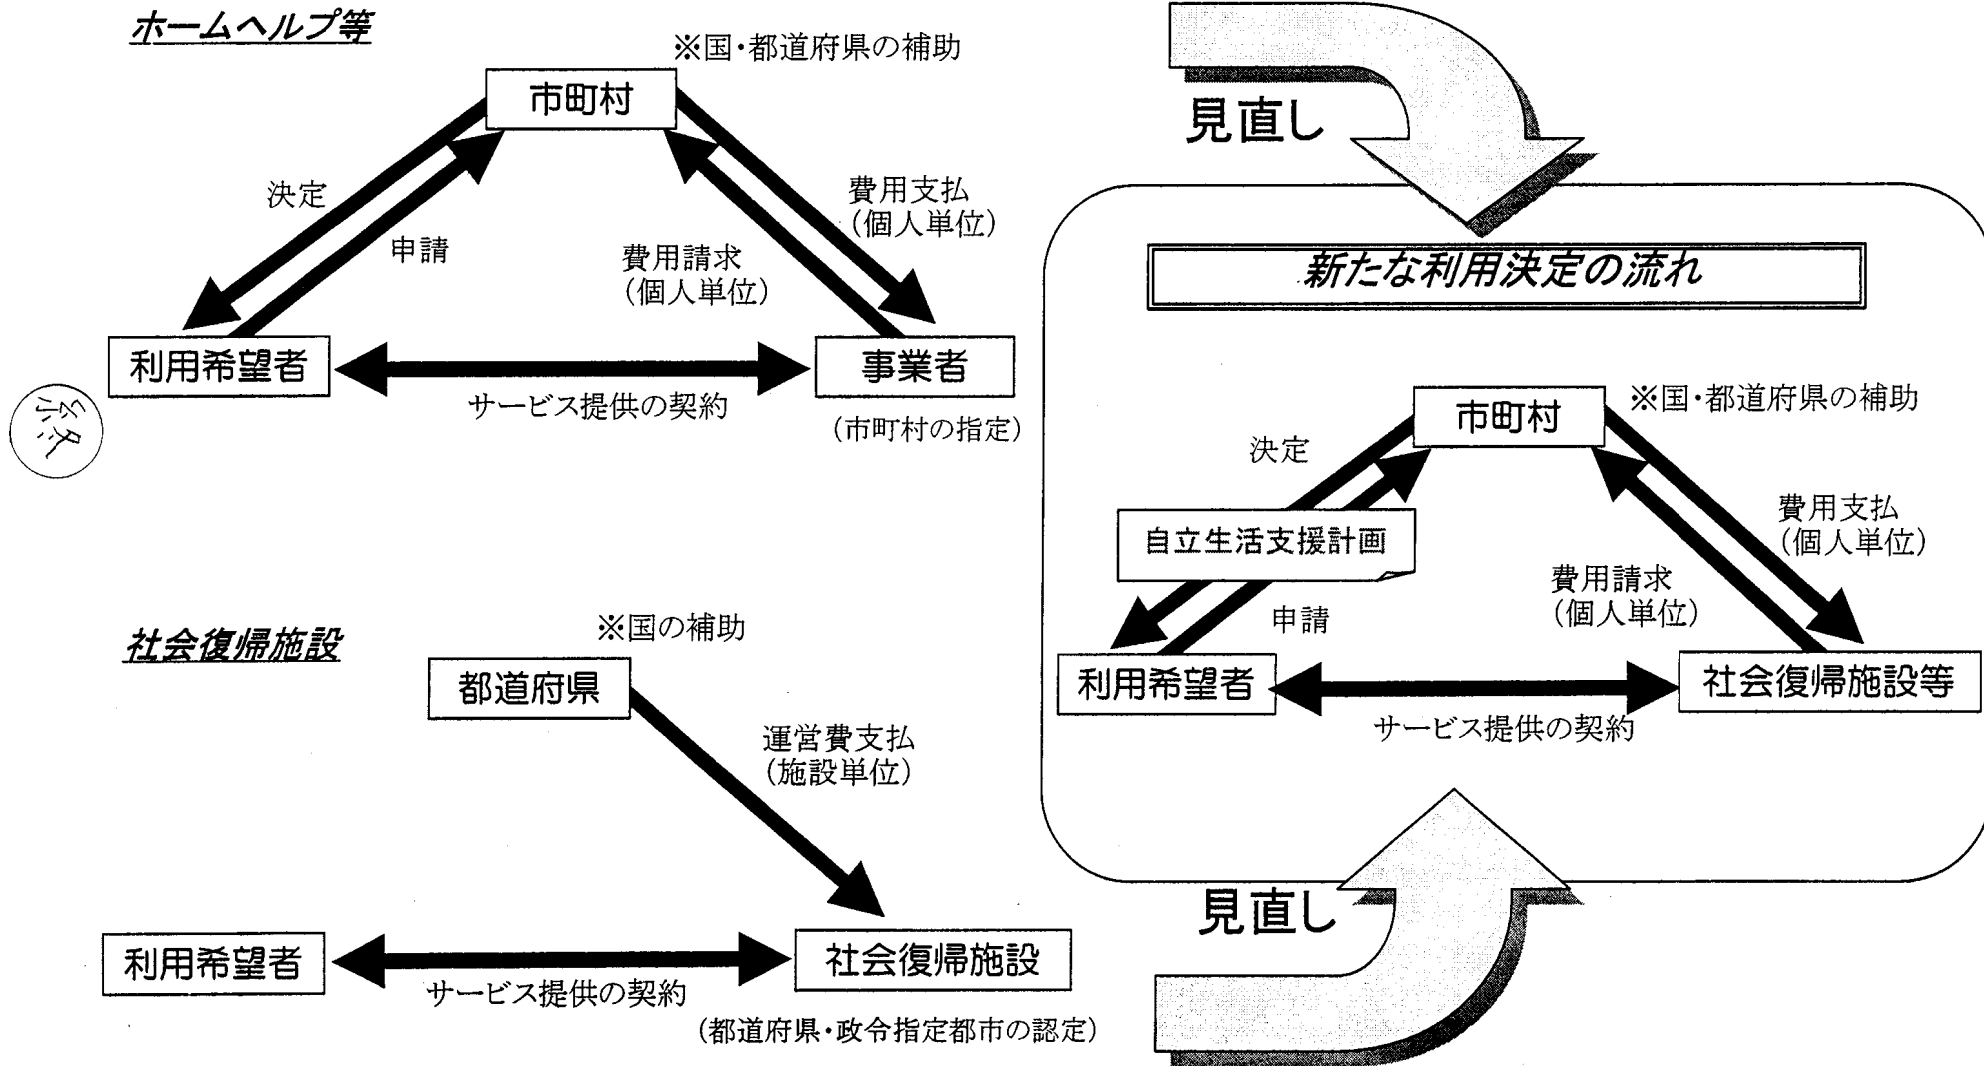 ホームヘルプ等
※国・都道府県の補助
市町村
決定
申請
費用支払
(個人単位)
費用請求
(個人単位)
利用希望者
サービス提供の契約
事業者
(市町村の指定)
社会復帰施設
※国の補助
都道府県
運営費支払
(施設単位)
利用希望者
サービス提供の契約
社会復帰施設
(都道府県・政令指定都市の認定)
見直し
新たな利用決定の流れ
※国・都道府県の補助
市町村
決定
自立生活支援計画
申請
費用支払
(個人単位)
費用請求
(個人単位)
利用希望者
サービス提供の契約
社会復帰施設等
見直し